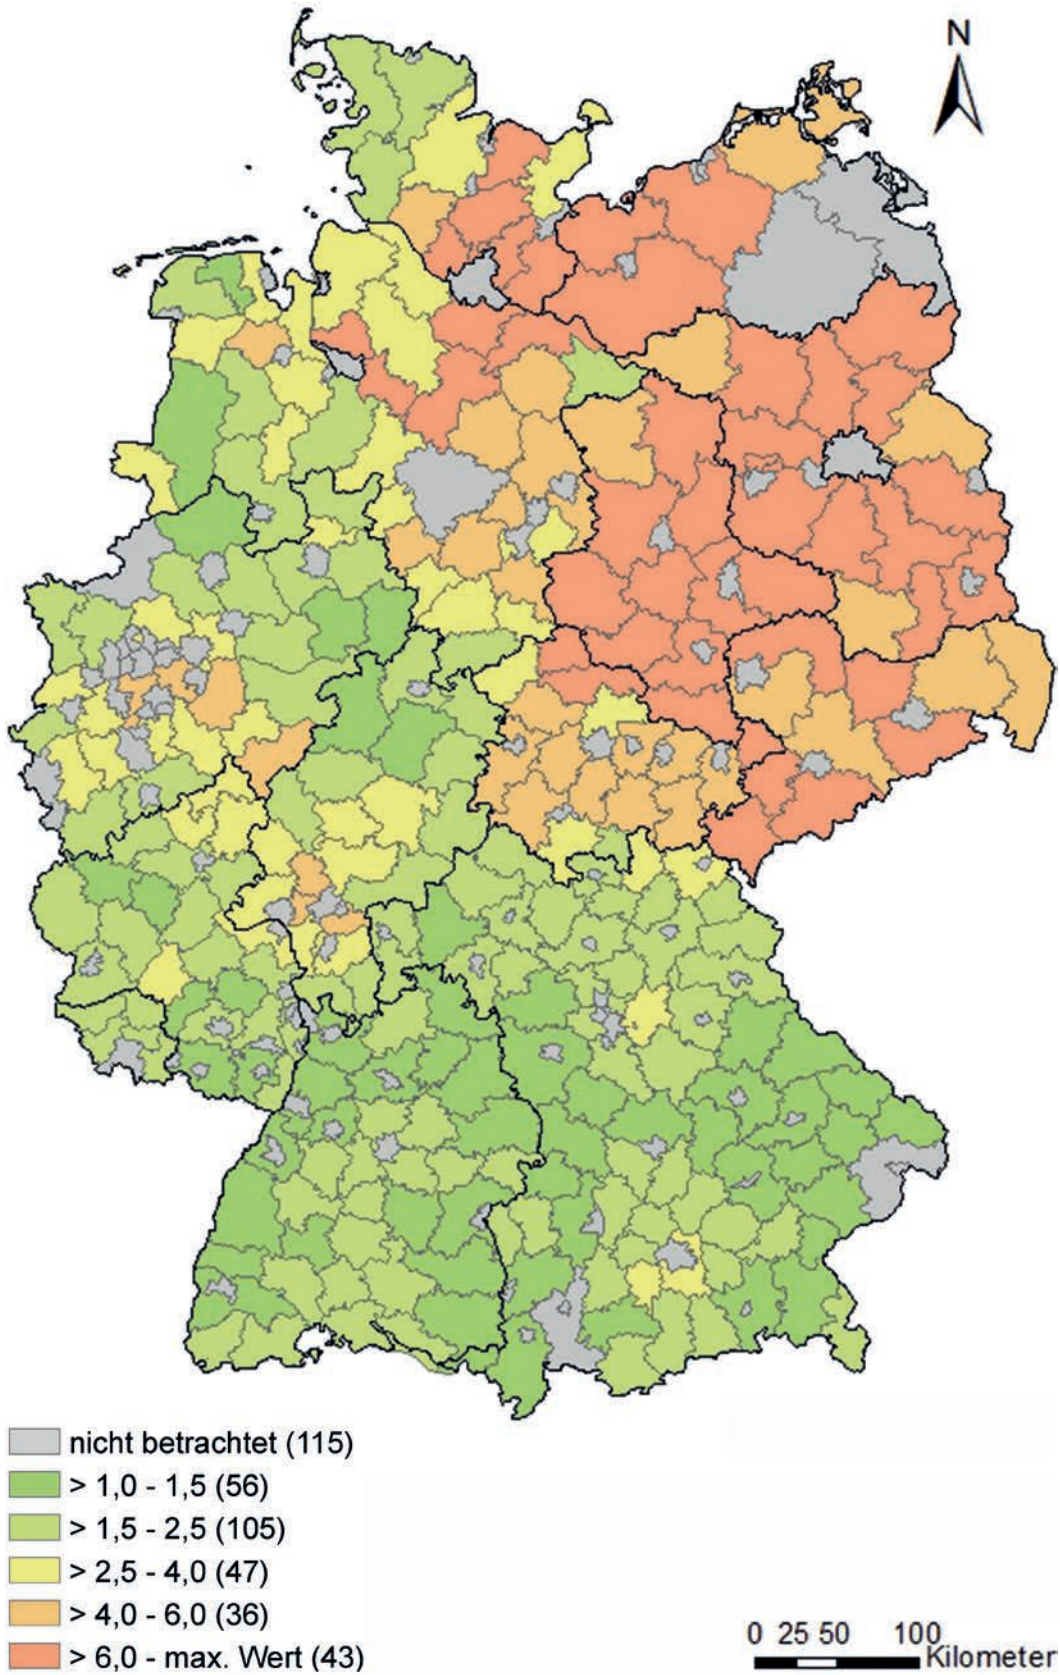 N
nicht betrachtet (115)
> 1,0 - 1,5 (56)
> 1,5 - 2,5 (105)
> 2,5 - 4,0 (47)
> 4,0 - 6,0 (36)
> 6,0 - max. Wert (43)
0 25 50 100
Kilometer